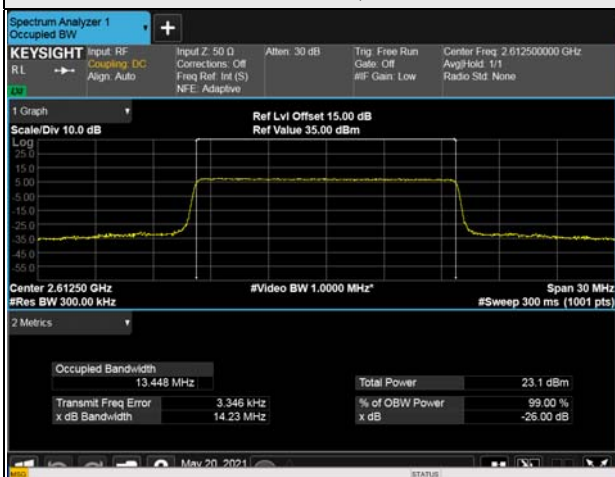 Spectrum Analyzer 1
Occupied BW
+
KEYSIGHT
RL
Input: RF
Coupling: DC
Align: Auto
Input Z: 50 Ω
Corrections: Off
Freq Ref: Int (S)
NFE: Adaptive
Atten: 30 dB
Trig: Free Run
Gate: Off
#IF Gain: Low
Center Freq: 2.612500000 GHz
Avg|Hold: 1/1
Radio Std: None
1 Graph
Scale/Div 10.0 dB
Ref Lvl Offset 15.00 dB
Ref Value 35.00 dBm
Log
25.0
15.0
5.00
-5.00
-15.0
-25.0
-35.0
-45.0
-55.0
Center 2.61250 GHz
#Video BW 1.0000 MHz*
Span 30 MHz
#Res BW 300.00 kHz
#Sweep 300 ms (1001 pts)
2 Metrics
Occupied Bandwidth
13.448 MHz
Total Power 23.1 dBm
Transmit Freq Error 3.346 kHz
% of OBW Power 99.00 %
x dB Bandwidth 14.23 MHz
x dB -26.00 dB
May 20, 2021
MSG
STATUS